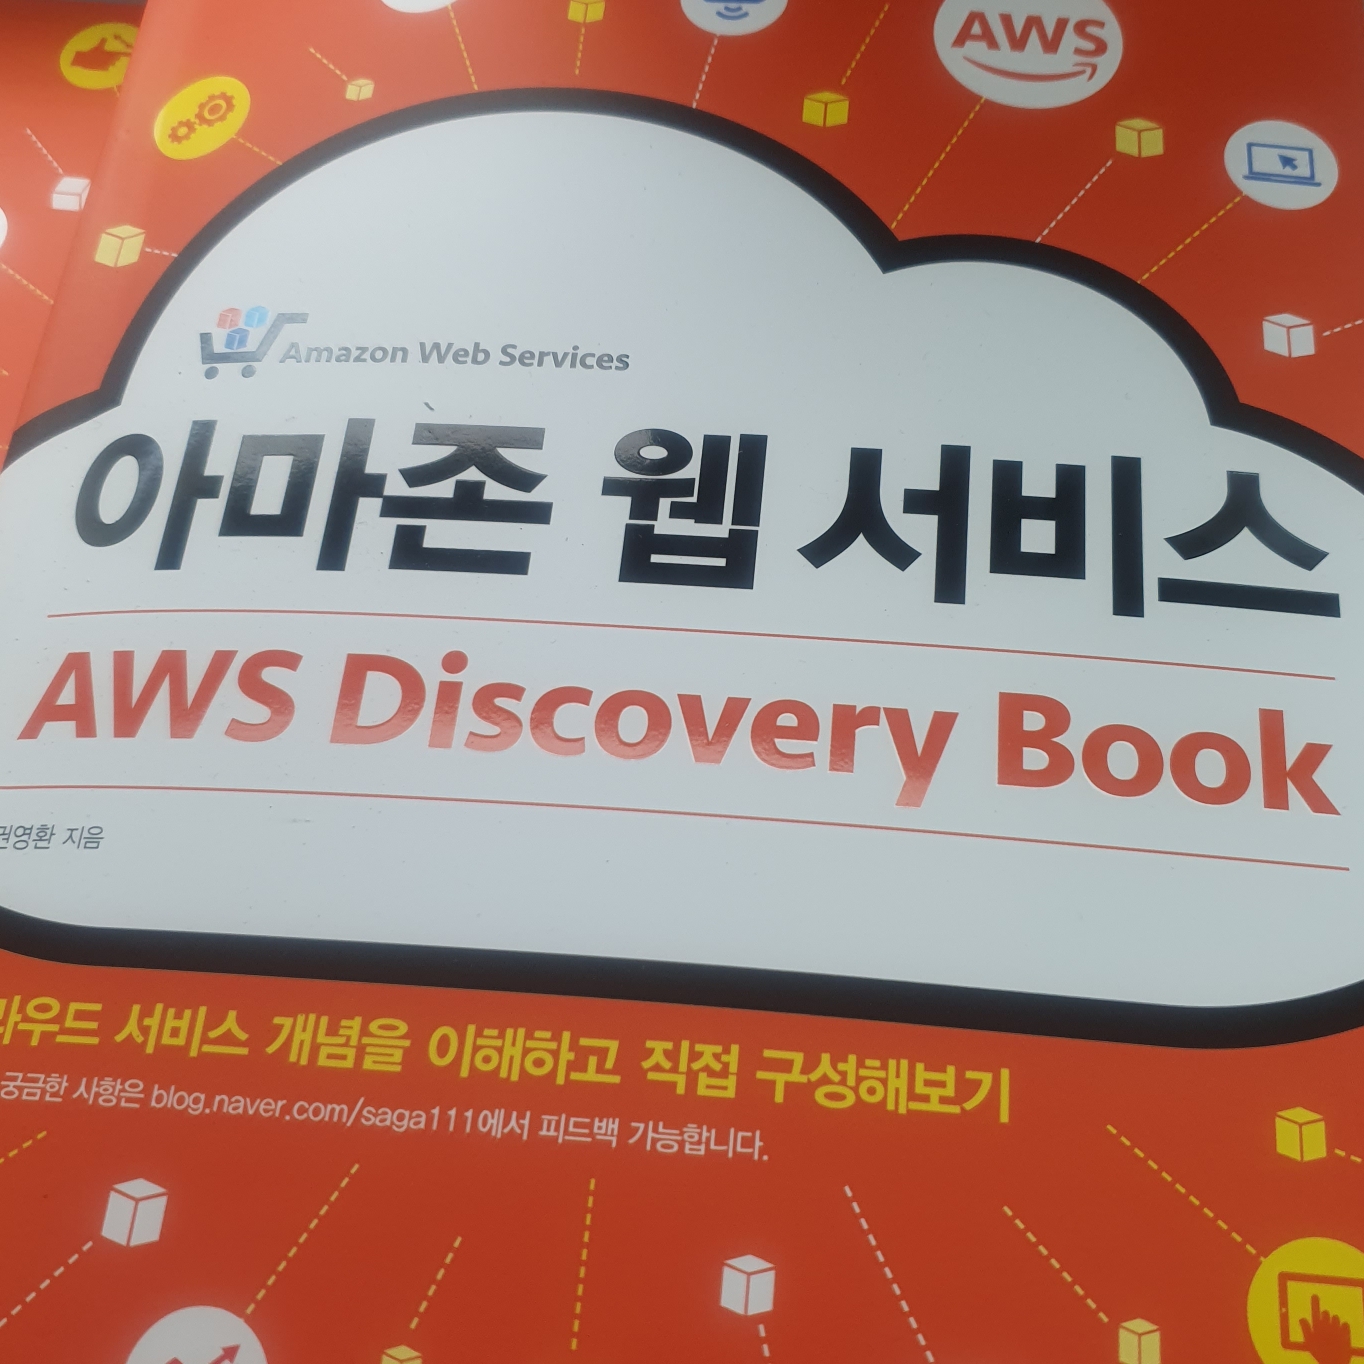 AWS
Amazon Web Services
아마존 웹 서비스
AWS Discovery Book
권영환 지음
서비스 개념을 이해하고 직접 구성해보기
궁금한 사항은 blog.naver.com/saga111에서 피드백 가능합니다.